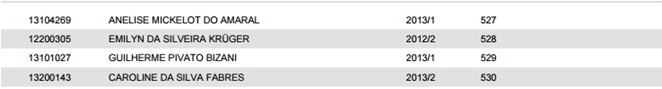 13104269 ANELISE MICKELOT DO AMARAL 2013/1 527
12200305 EMILYN DA SILVEIRA KRÜGER 2012/2 528
13101027 GUILHERME PIVATO BIZANI 2013/1 529
13200143 CAROLINE DA SILVA FABRES 2013/2 530